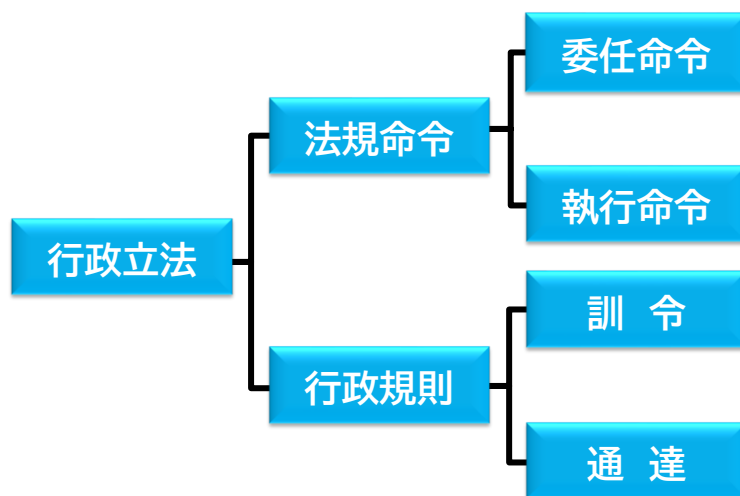 委任命令
法規命令
執行命令
行政立法
訓 令
行政規則
通 達